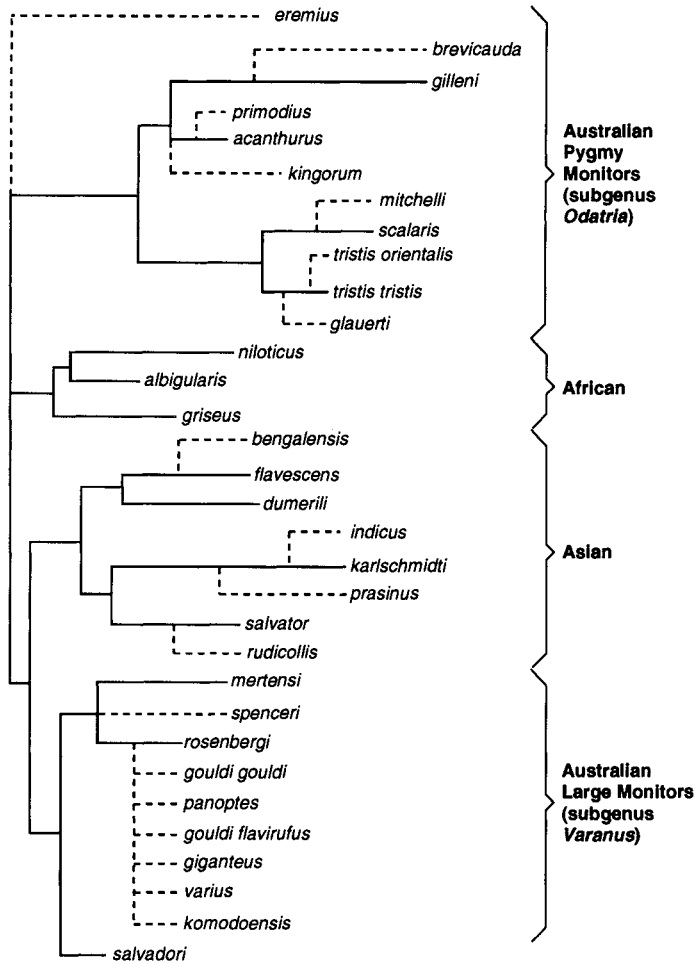 eremius
brevicauda
gilleni
primodius
acanthurus
kingorum
mitchelli
scalaris
tristis orientalis
tristis tristis
glauerti
Australian
Pygmy
Monitors
(subgenus
Odatria)
niloticus
albigularis
griseus
African
bengalensis
flavescens
dumerili
indicus
karlschmidti
prasinus
salvator
rudicollis
Asian
mertensi
spenceri
rosenbergi
gouldi gouldi
panoptes
gouldi flavirufus
giganteus
varius
komodoensis
salvadori
Australian
Large Monitors
(subgenus
Varanus)